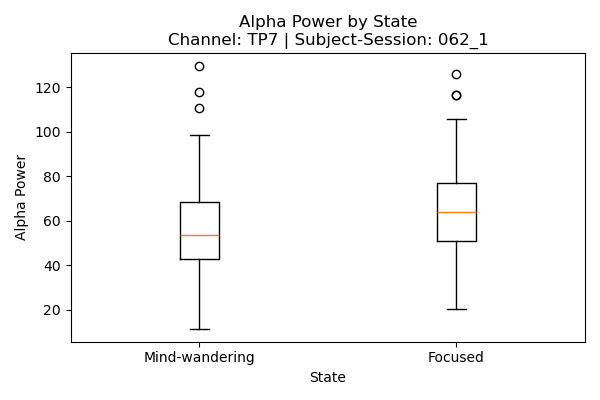 Alpha Power by State
Channel: TP7 | Subject-Session: 062_1
Alpha Power
120
100
80
60
40
20
Mind-wandering
Focused
State